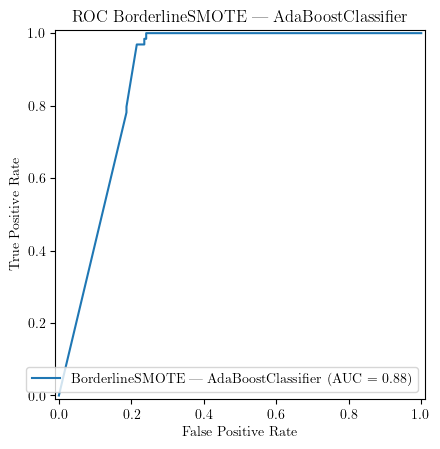 ROC BorderlineSMOTE — AdaBoostClassifier
1.0
0.8
0.6
0.4
0.2
0.0
True Positive Rate
BorderlineSMOTE — AdaBoostClassifier (AUC = 0.88)
0.0 0.2 0.4 0.6 0.8 1.0
False Positive Rate